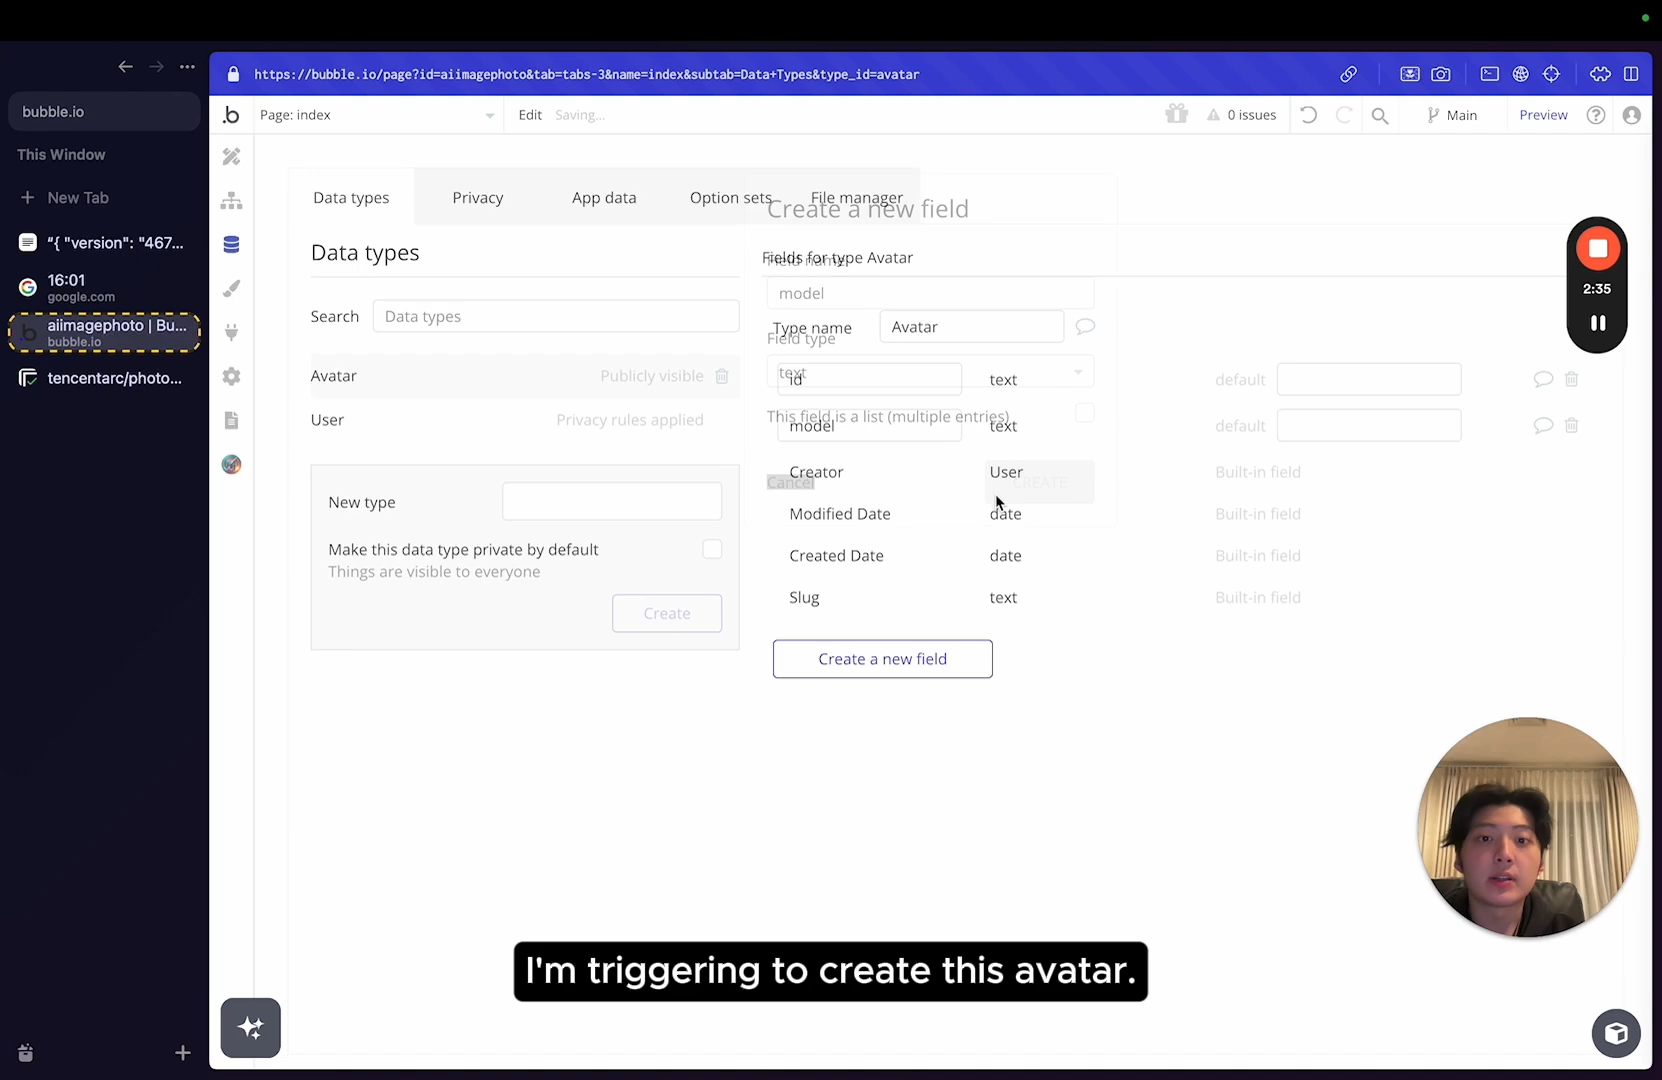 bubble.io
This Window
New Tab
"{ "version": "467...
16:01
google.com
aiimagephoto | Bu...
bubble.io
tencentarc/photo...
https://bubble.io/page?id=aiimagephoto&tab=tabs-3&name=index&subtab=Data+Types&type_id=avatar
Page: index
Edit
Saving...
0 issues
Main
Preview
Data types
Privacy
App data
Option sets
File manager
Data types
Search
Data types
Avatar
Publicly visible
User
Privacy rules applied
New type
Make this data type private by default
Things are visible to everyone
Create
Create a new field
Fields for type Avatar
Field name
model
Type name
Avatar
Field type
text
id
text
default
This field is a list (multiple entries)
model
text
default
Creator
User
Built-in field
Cancel
CREATE
Modified Date
date
Built-in field
Created Date
date
Built-in field
Slug
text
Built-in field
Create a new field
2:35
I'm triggering to create this avatar.